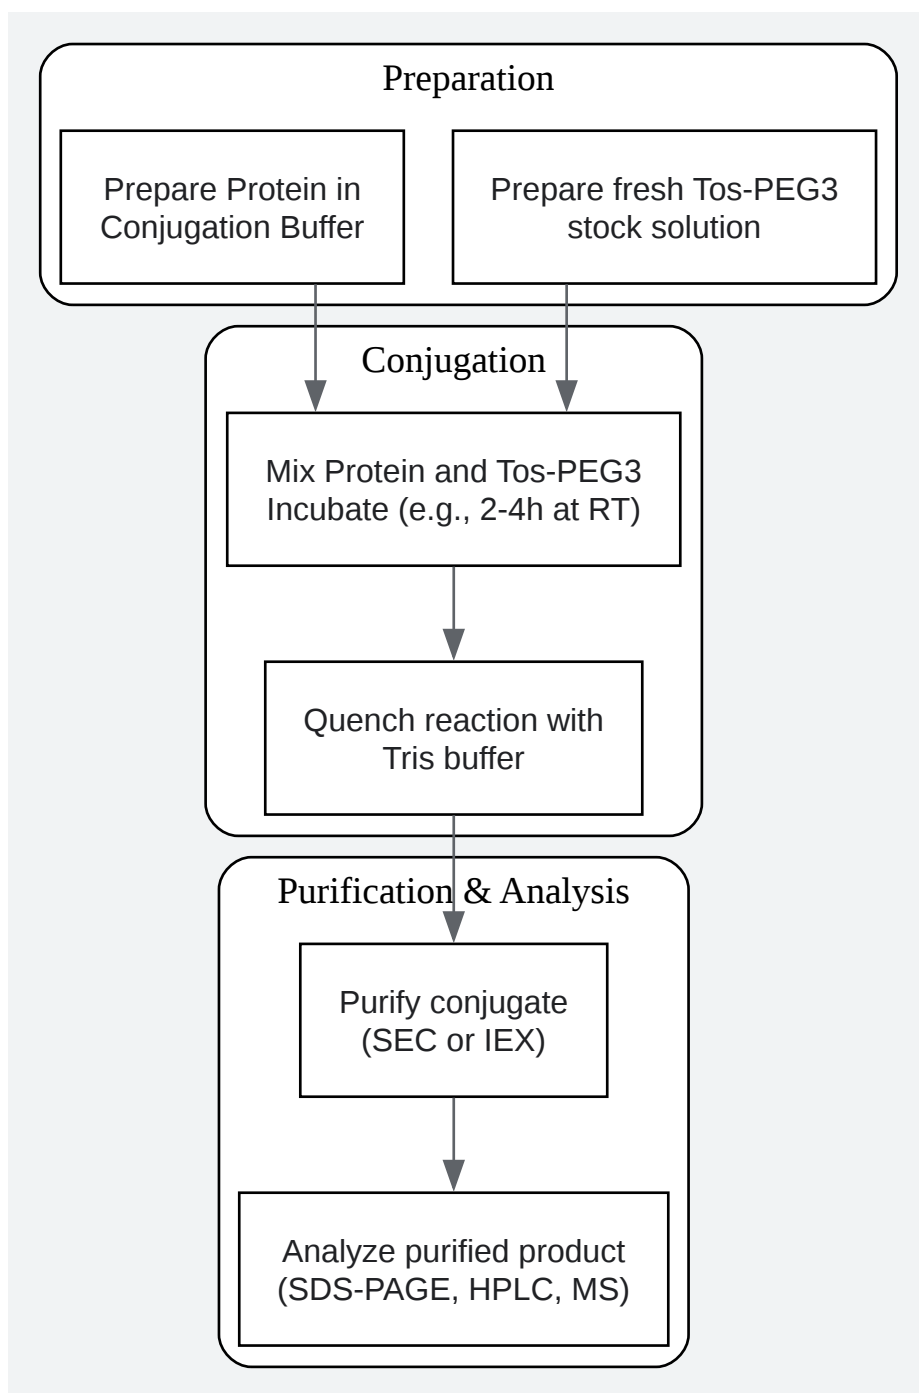 Preparation
Prepare Protein in
Conjugation Buffer
Prepare fresh Tos-PEG3
stock solution
Conjugation
Mix Protein and Tos-PEG3
Incubate (e.g., 2-4h at RT)
Quench reaction with
Tris buffer
Purification & Analysis
Purify conjugate
(SEC or IEX)
Analyze purified product
(SDS-PAGE, HPLC, MS)